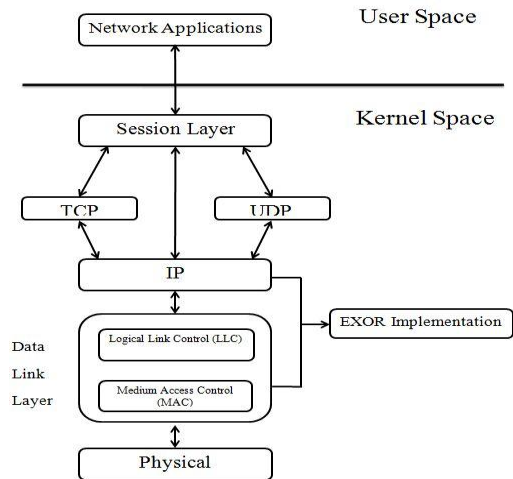 User Space
Network Applications
Kernel Space
Session Layer
TCP
UDP
IP
EXOR Implementation
Data
Link
Layer
Logical Link Control (LLC)
Medium Access Control
(MAC)
Physical